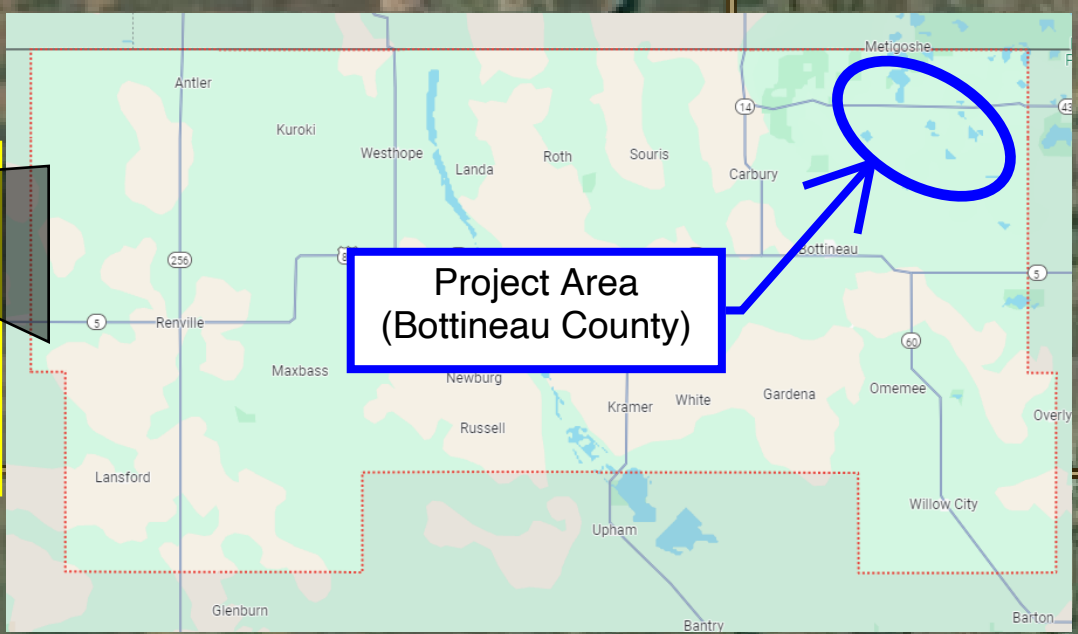 Metigoshe
Antler
14
43
Kuroki
Westhope
Landa
Roth
Souris
Carbury
256
Bottineau
5
Project Area
(Bottineau County)
5
Renville
60
Maxbass
Newburg
Kramer
White
Gardena
Omemee
Overly
Russell
Lansford
Willow City
Upham
Glenburn
Bantry
Barton